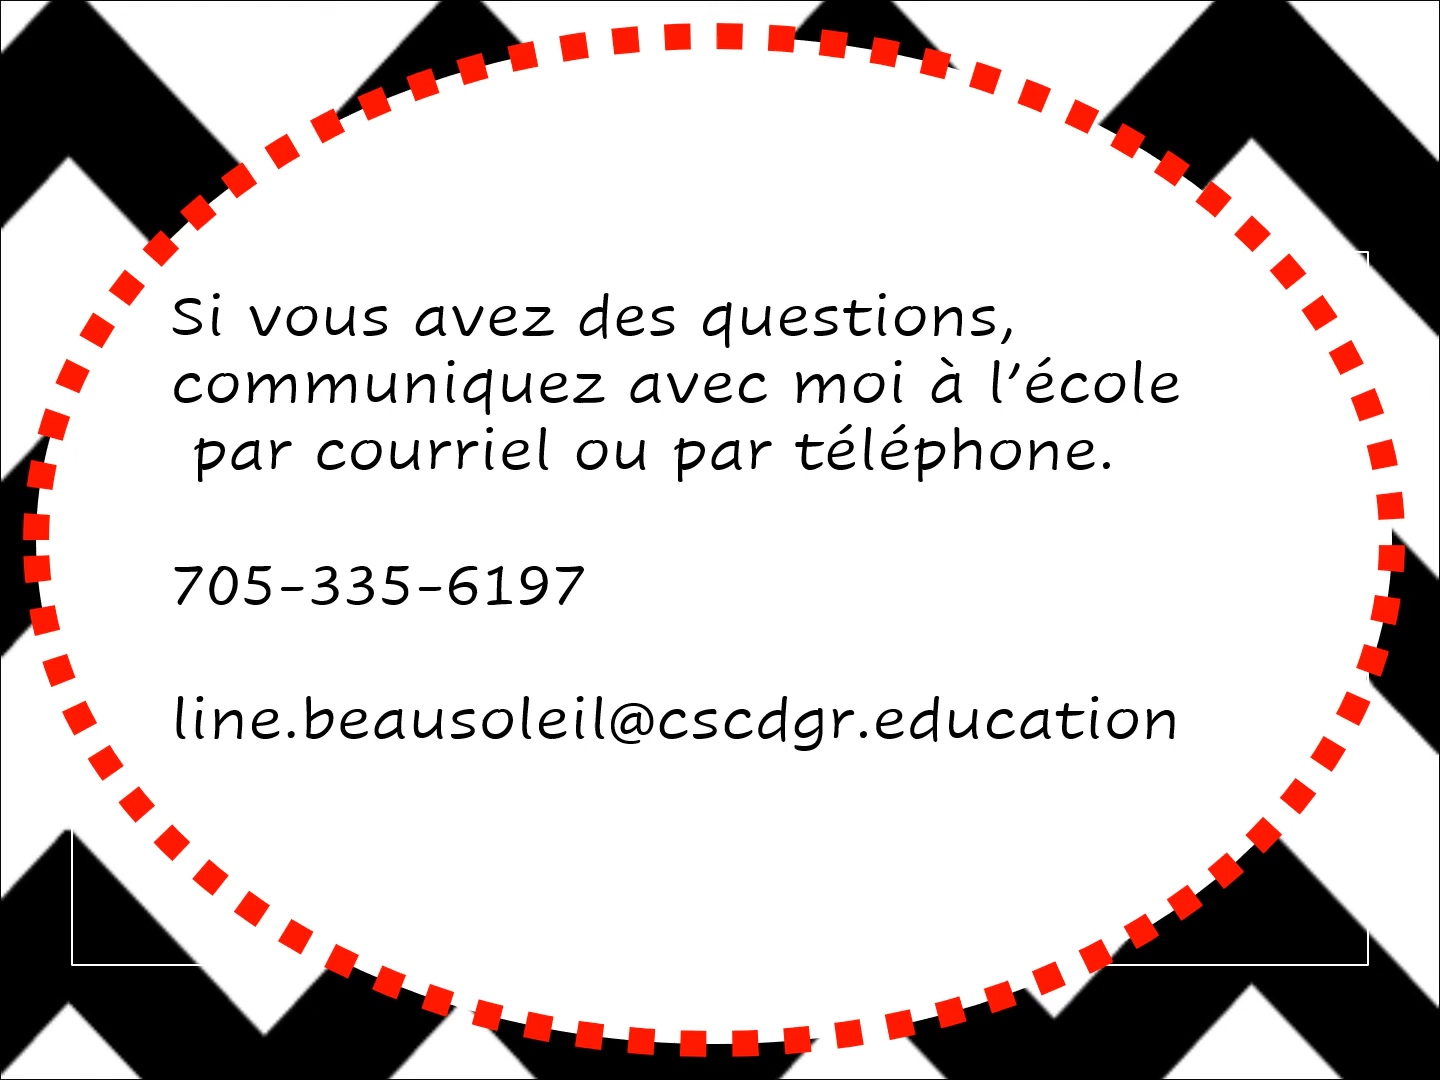 Si vous avez des questions,
communiquez avec moi à l’école
par courriel ou par téléphone.
705-335-6197
line.beausoleil@cscdgr.education